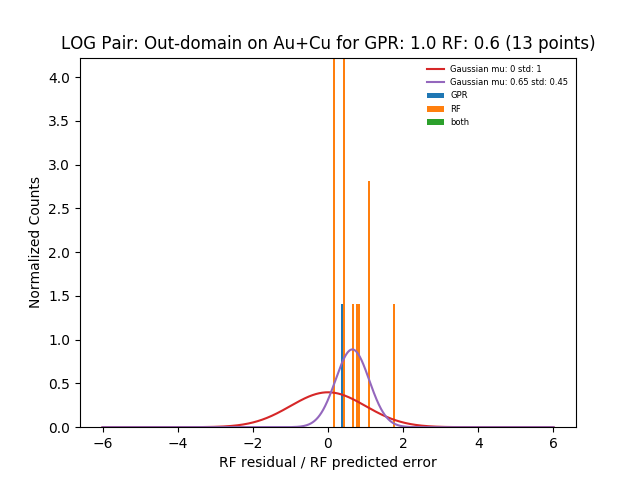 LOG Pair: Out-domain on Au+Cu for GPR: 1.0 RF: 0.6 (13 points)
Gaussian mu: 0 std: 1
Gaussian mu: 0.65 std: 0.45
GPR
RF
both
4.0
3.5
3.0
2.5
2.0
1.5
1.0
0.5
0.0
Normalized Counts
−6
−4
−2
0
2
4
6
RF residual / RF predicted error